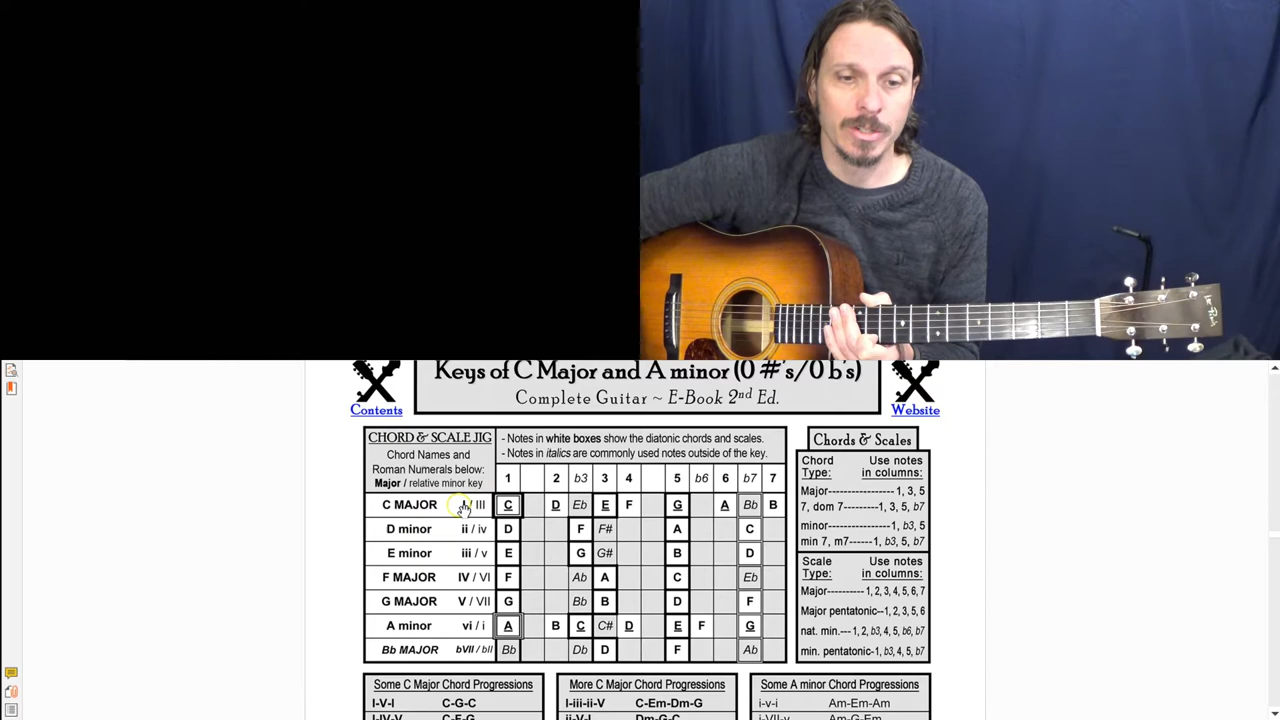 Keys of C Major and A minor (0 #'s/0 b's)
Complete Guitar ~ E-Book 2nd Ed.
Contents
Website
CHORD & SCALE JIG
Chord Names and
Roman Numerals below:
Major / relative minor key
- Notes in white boxes show the diatonic chords and scales.
- Notes in italics are commonly used notes outside of the key.
1 2 b3 3 4 5 b6 6 b7 7
C MAJOR I / III C D Eb E F G A Bb B
D minor ii / iv D F F# A C
E minor iii / v E G G# B D
F MAJOR IV / VI F Ab A C Eb
G MAJOR V / VII G Bb B D F
A minor vi / i A B C C# D E F G
Bb MAJOR bVII / bII Bb Db D F Ab
Chords & Scales
Chord Type: Use notes in columns:
Major----------- 1, 3, 5
7, dom 7--------- 1, 3, 5, b7
minor------------- 1, b3, 5
min 7, m7------ 1, b3, 5, b7
Scale Type: Use notes in columns:
Major---------- 1, 2, 3, 4, 5, 6, 7
Major pentatonic--1, 2, 3, 5, 6
nat. min.--- 1, 2, b3, 4, 5, b6, b7
min. pentatonic- 1, b3, 4, 5, b7
Some C Major Chord Progressions
I-V-I C-G-C
I-IV-V C-F-G
More C Major Chord Progressions
I-iii-ii-V C-Em-Dm-G
ii-V-I Dm-G-C
Some A minor Chord Progressions
i-v-i Am-Em-Am
i-VII-v Am-G-Em